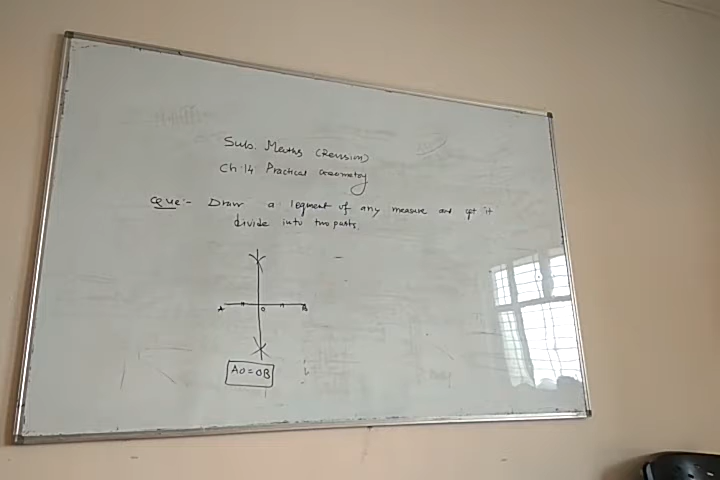 Sub. Maths (Revision)
Ch. 14 Practical Geometry
Que:- Draw a segment of any measure and it
divide into two parts.
A O B
AO = OB